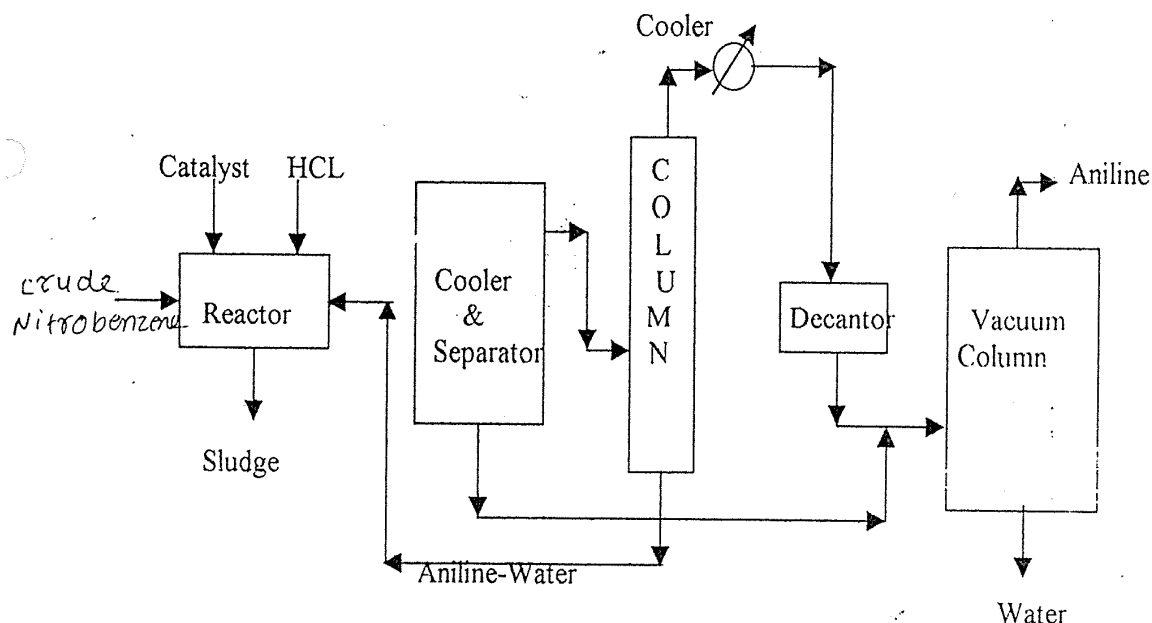 Cooler
Catalyst HCL
C
O
L
U
M
N
Aniline
Crude
Nitrobenzene
Reactor
Cooler
&
Separator
Decantor
Vacuum
Column
Sludge
Aniline-Water
Water